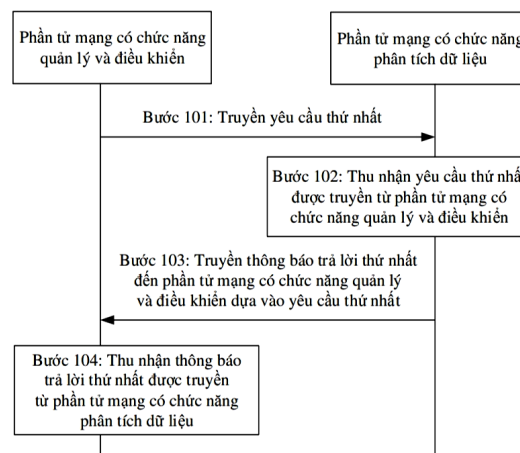 Phần tử mạng có chức năng
quản lý và điều khiển
Phần tử mạng có chức năng
phân tích dữ liệu
Bước 101: Truyền yêu cầu thứ nhất
Bước 102: Thu nhận yêu cầu thứ nhất
được truyền từ phần tử mạng có
chức năng quản lý và điều khiển
Bước 103: Truyền thông báo trả lời thứ nhất
đến phần tử mạng có chức năng quản lý
và điều khiển dựa vào yêu cầu thứ nhất
Bước 104: Thu nhận thông báo
trả lời thứ nhất được truyền
từ phần tử mạng có chức năng
phân tích dữ liệu